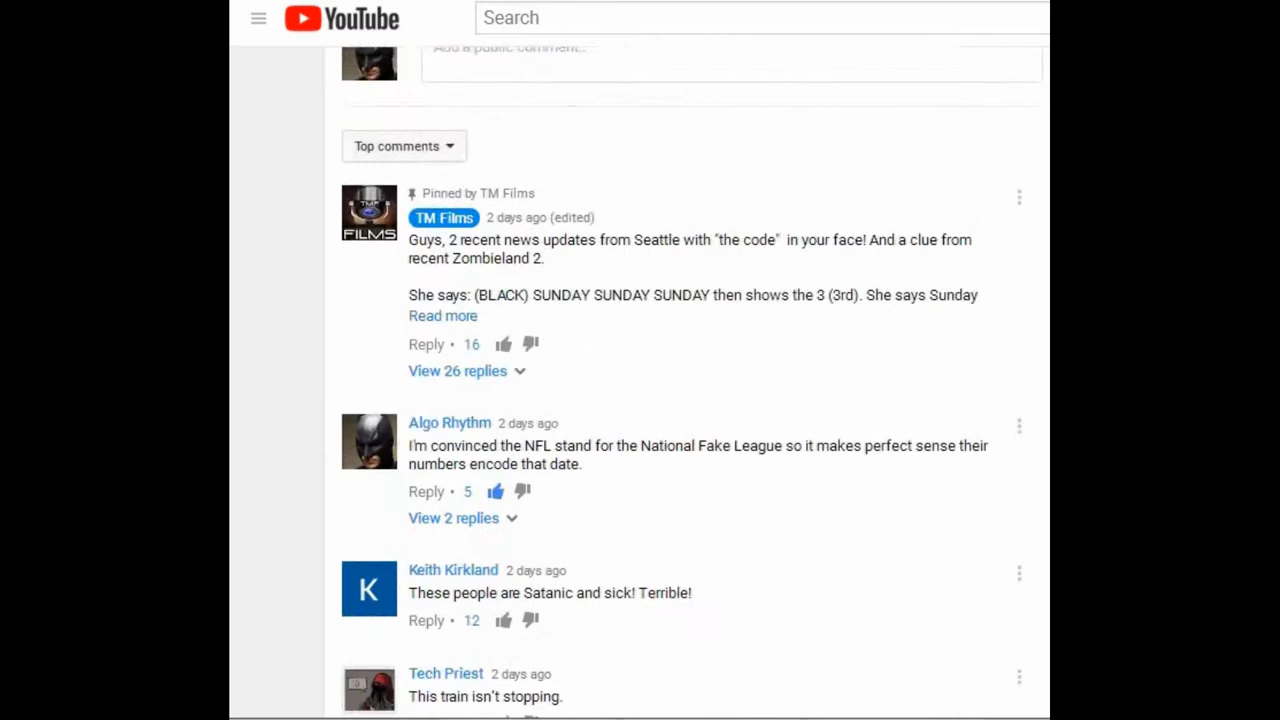 YouTube
Search
Add a public comment...
Top comments
Pinned by TM Films
TM Films 2 days ago (edited)
Guys, 2 recent news updates from Seattle with "the code" in your face! And a clue from
recent Zombieland 2.
She says: (BLACK) SUNDAY SUNDAY SUNDAY then shows the 3 (3rd). She says Sunday
Read more
Reply • 16
View 26 replies
TMF
FILMS
Algo Rhythm 2 days ago
I'm convinced the NFL stand for the National Fake League so it makes perfect sense their
numbers encode that date.
Reply • 5
View 2 replies
K
Keith Kirkland 2 days ago
These people are Satanic and sick! Terrible!
Reply • 12
Tech Priest 2 days ago
This train isn't stopping.